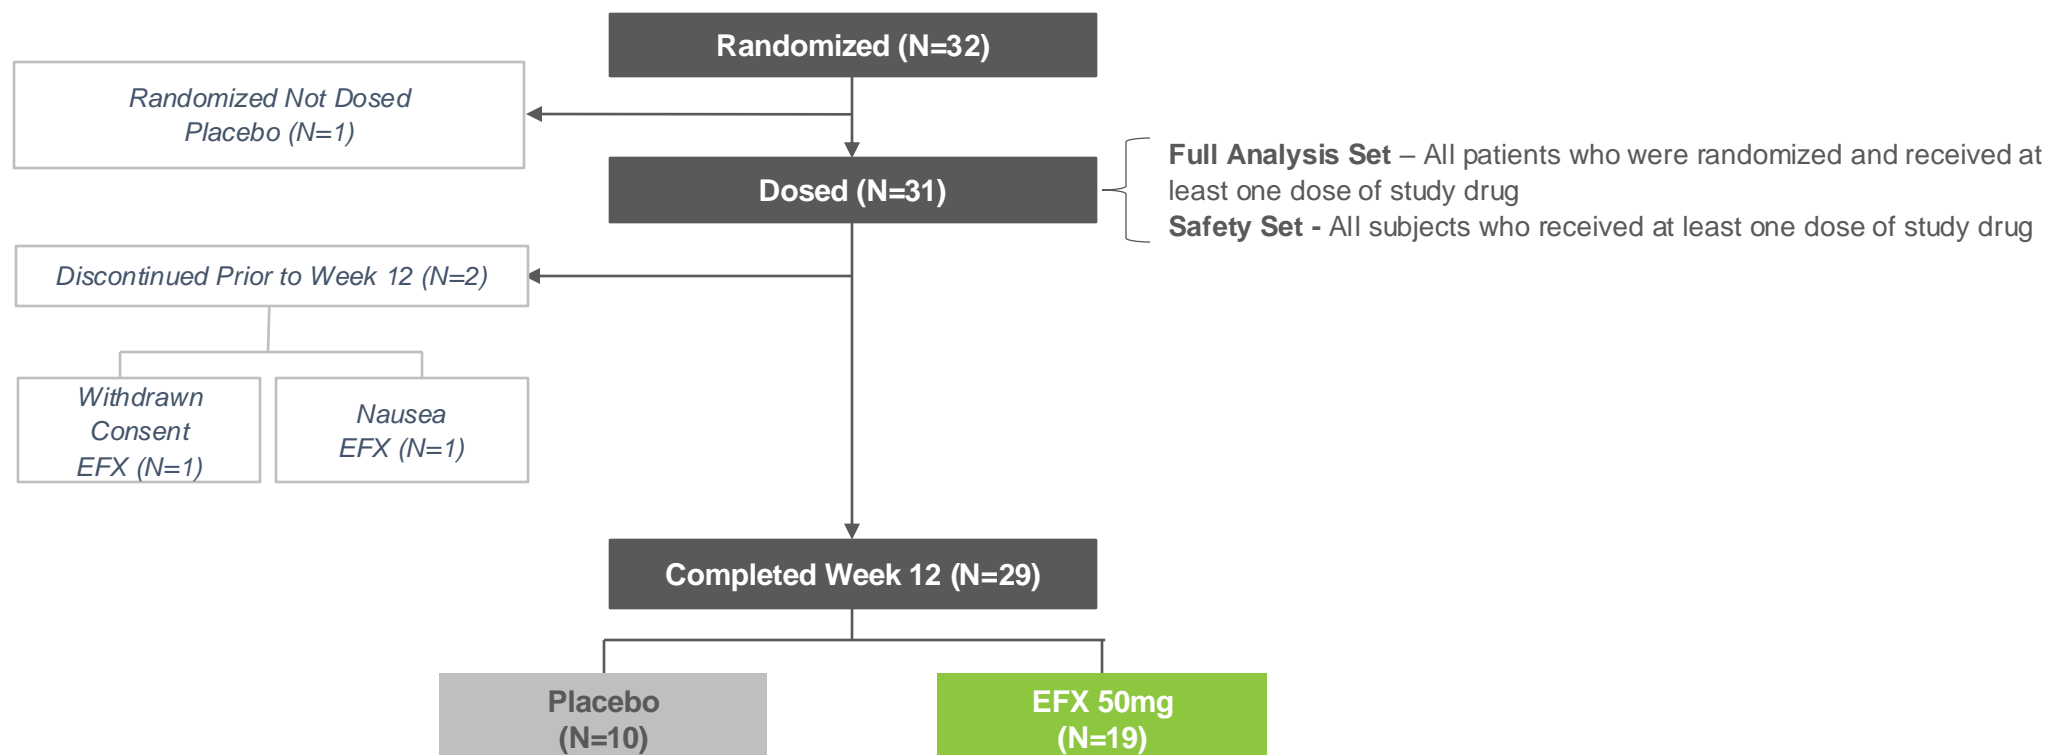 Randomized (N=32)
Randomized Not Dosed
Placebo (N=1)
Dosed (N=31)
Full Analysis Set – All patients who were randomized and received at
least one dose of study drug
Safety Set - All subjects who received at least one dose of study drug
Discontinued Prior to Week 12 (N=2)
Withdrawn
Consent
EFX (N=1)
Nausea
EFX (N=1)
Completed Week 12 (N=29)
Placebo
(N=10)
EFX 50mg
(N=19)